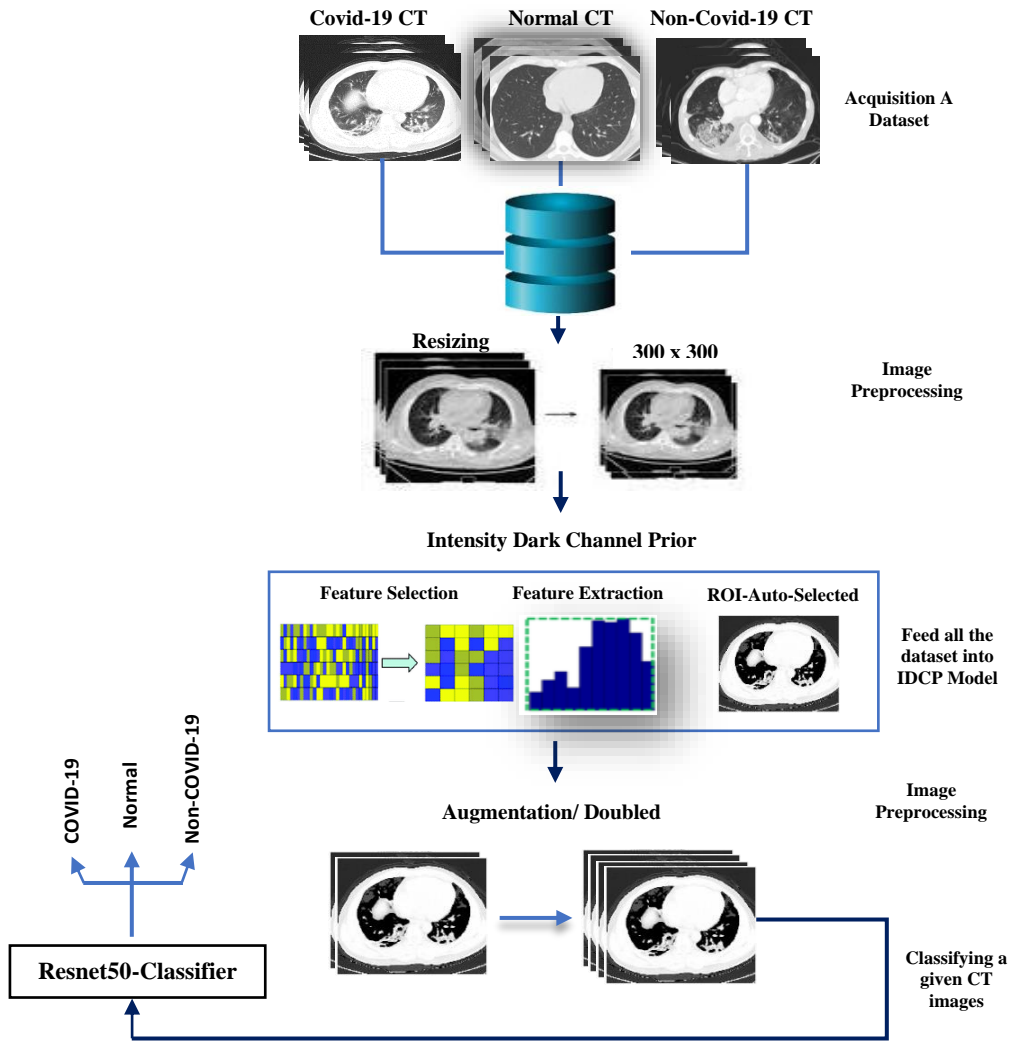 Covid-19 CT
Normal CT
Non-Covid-19 CT
Acquisition A
Dataset
Resizing
300 x 300
Image
Preprocessing
Intensity Dark Channel Prior
Feature Selection
Feature Extraction
ROI-Auto-Selected
Feed all the
dataset into
IDCP Model
COVID-19
Normal
Non-COVID-19
Augmentation/ Doubled
Image
Preprocessing
Resnet50-Classifier
Classifying a
given CT
images